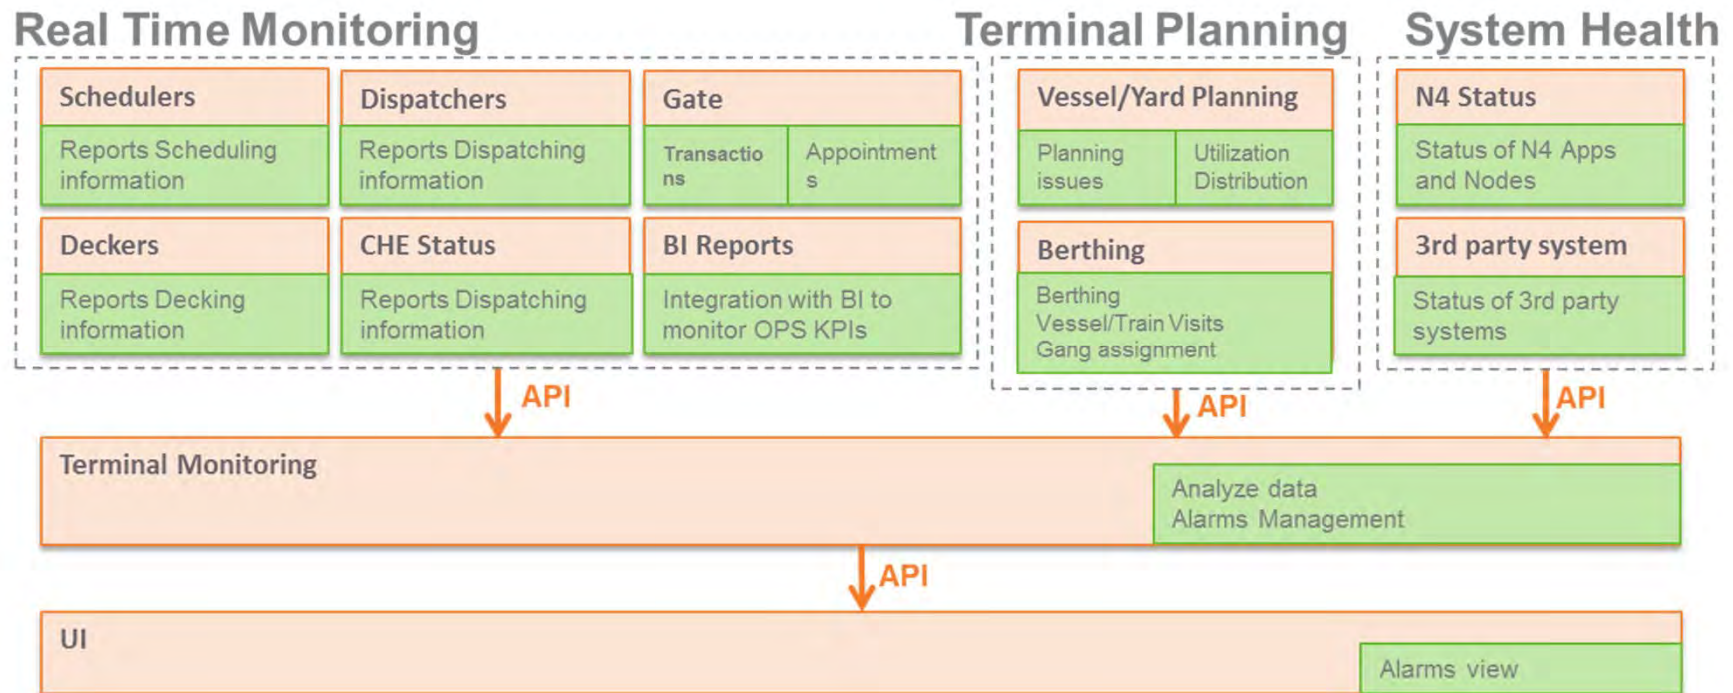 Real Time Monitoring
Terminal Planning
System Health
Schedulers
Reports Scheduling
information
Dispatchers
Reports Dispatching
information
Gate
Transactio
ns
Appointment
s
Deckers
Reports Decking
information
CHE Status
Reports Dispatching
information
BI Reports
Integration with BI to
monitor OPS KPIs
Vessel/Yard Planning
Planning
issues
Utilization
Distribution
Berthing
Berthing
Vessel/Train Visits
Gang assignment
N4 Status
Status of N4 Apps
and Nodes
3rd party system
Status of 3rd party
systems
API
API
API
Terminal Monitoring
Analyze data
Alarms Management
API
UI
Alarms view